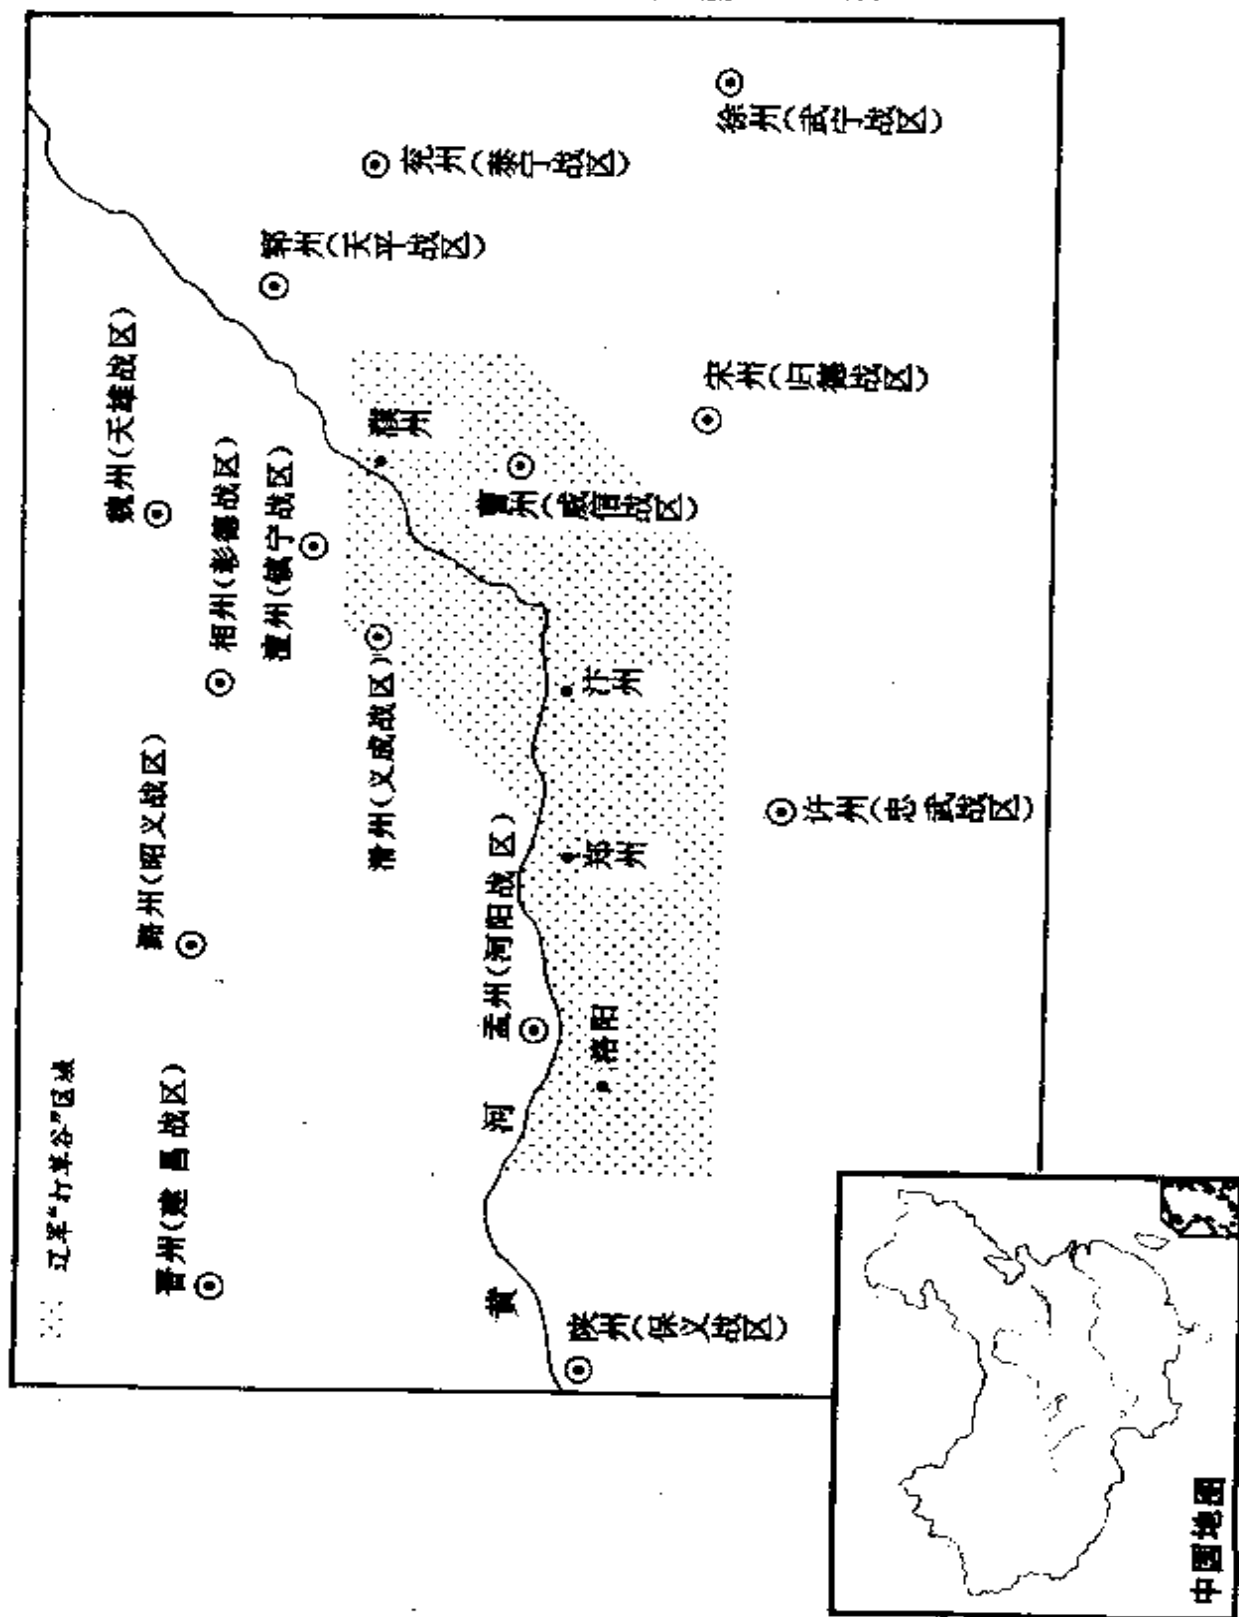 辽军“打草谷”区域
晋州(建昌战区)
潞州(昭义战区)
相州(彰德战区)
魏州(天雄战区)
澶州(镇宁战区)
郓州(天平战区)
兖州(泰宁战区)
滑州(义成战区)
濮州
孟州(河阳战区)
黄河
曹州(威信战区)
洛阳
郑州
汴州
陕州(保义战区)
宋州(归德战区)
徐州(武宁战区)
许州(忠武战区)
中国地图